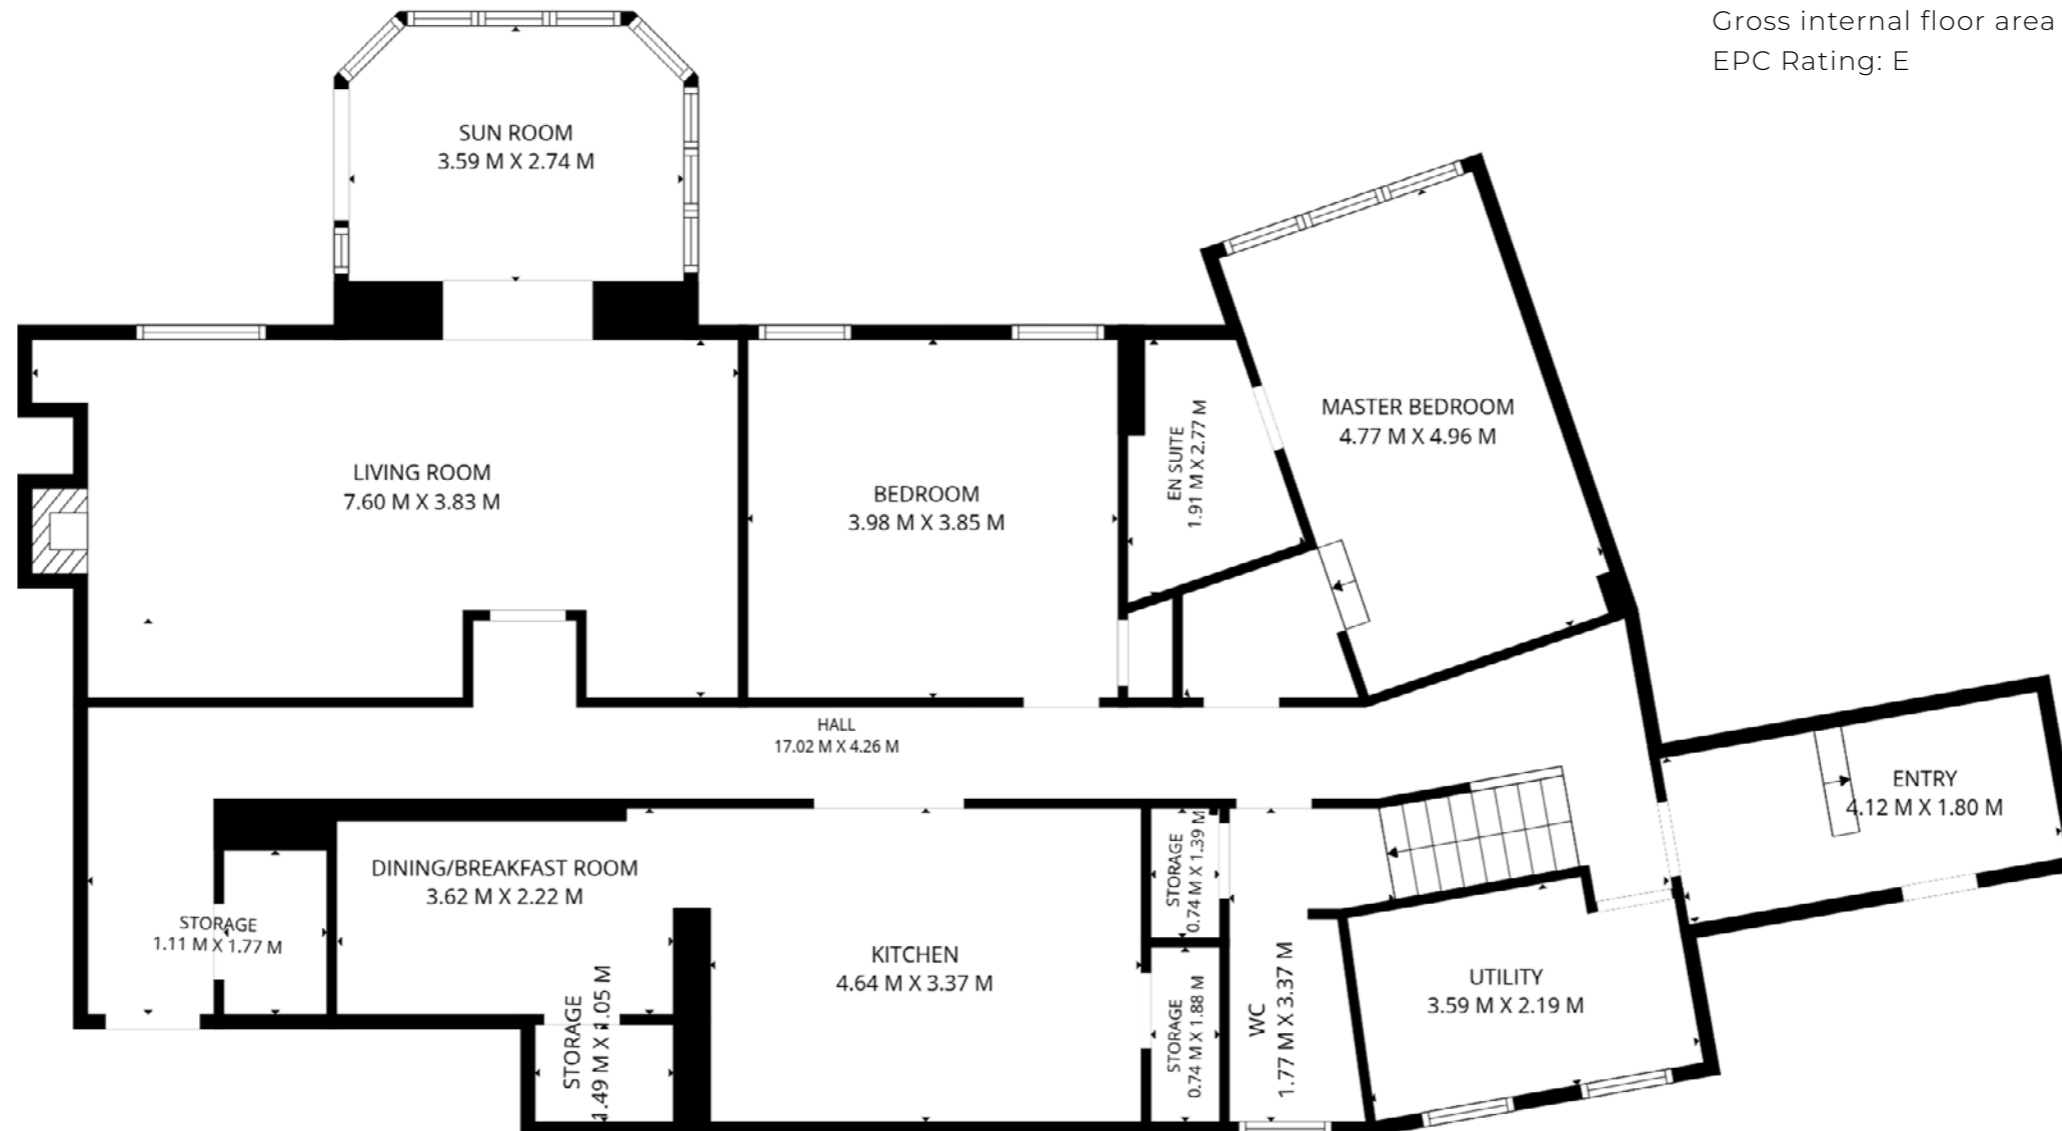 Gross internal floor area
EPC Rating: E
SUN ROOM
3.59 M X 2.74 M
MASTER BEDROOM
4.77 M X 4.96 M
LIVING ROOM
7.60 M X 3.83 M
BEDROOM
3.98 M X 3.85 M
EN SUITE
1.91 M X 2.77 M
HALL
17.02 M X 4.26 M
ENTRY
4.12 M X 1.80 M
DINING/BREAKFAST ROOM
3.62 M X 2.22 M
STORAGE
0.74 M X 1.39 M
STORAGE
1.11 M X 1.77 M
KITCHEN
4.64 M X 3.37 M
UTILITY
3.59 M X 2.19 M
STORAGE
1.49 M X 1.05 M
STORAGE
0.74 M X 1.88 M
WC
1.77 M X 3.37 M